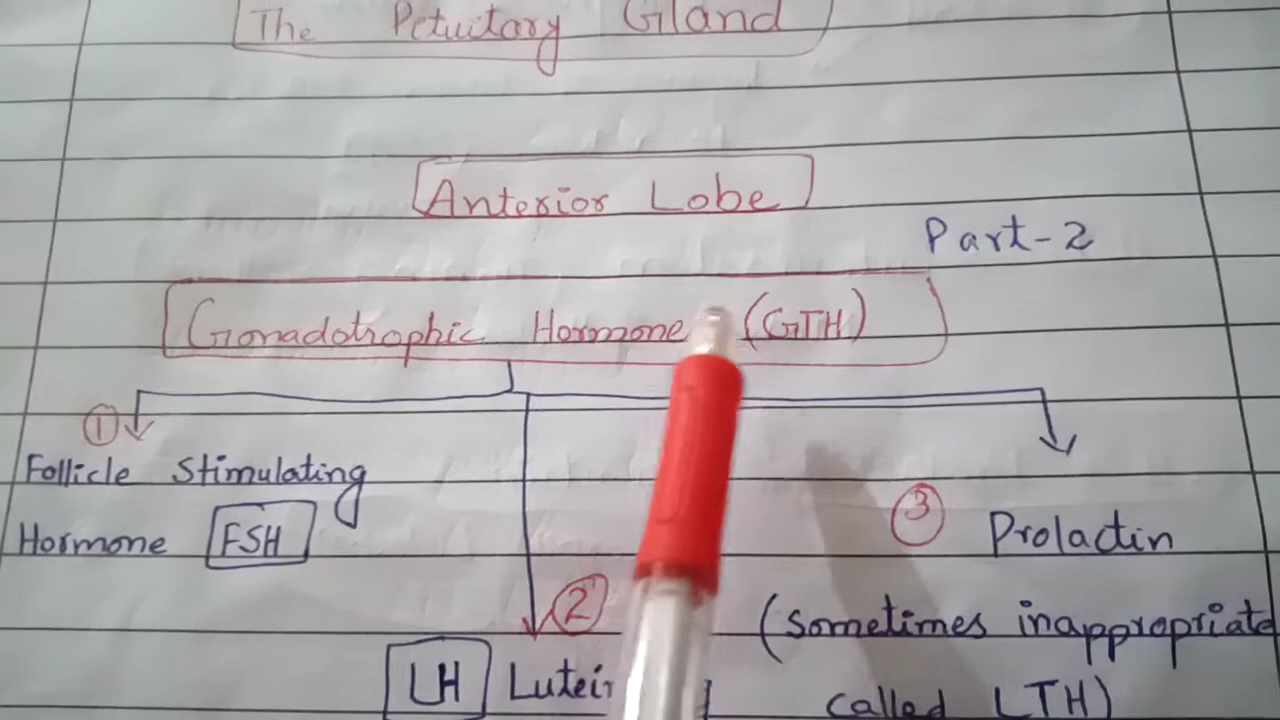 The Petuitary Gland
Anterior Lobe
Part-2
Gonadotrophic Hormone (GTH)
①
Follicle Stimulating
Hormone FSH
②
LH
③
Prolactin
(sometimes inappropriate
called LTH)